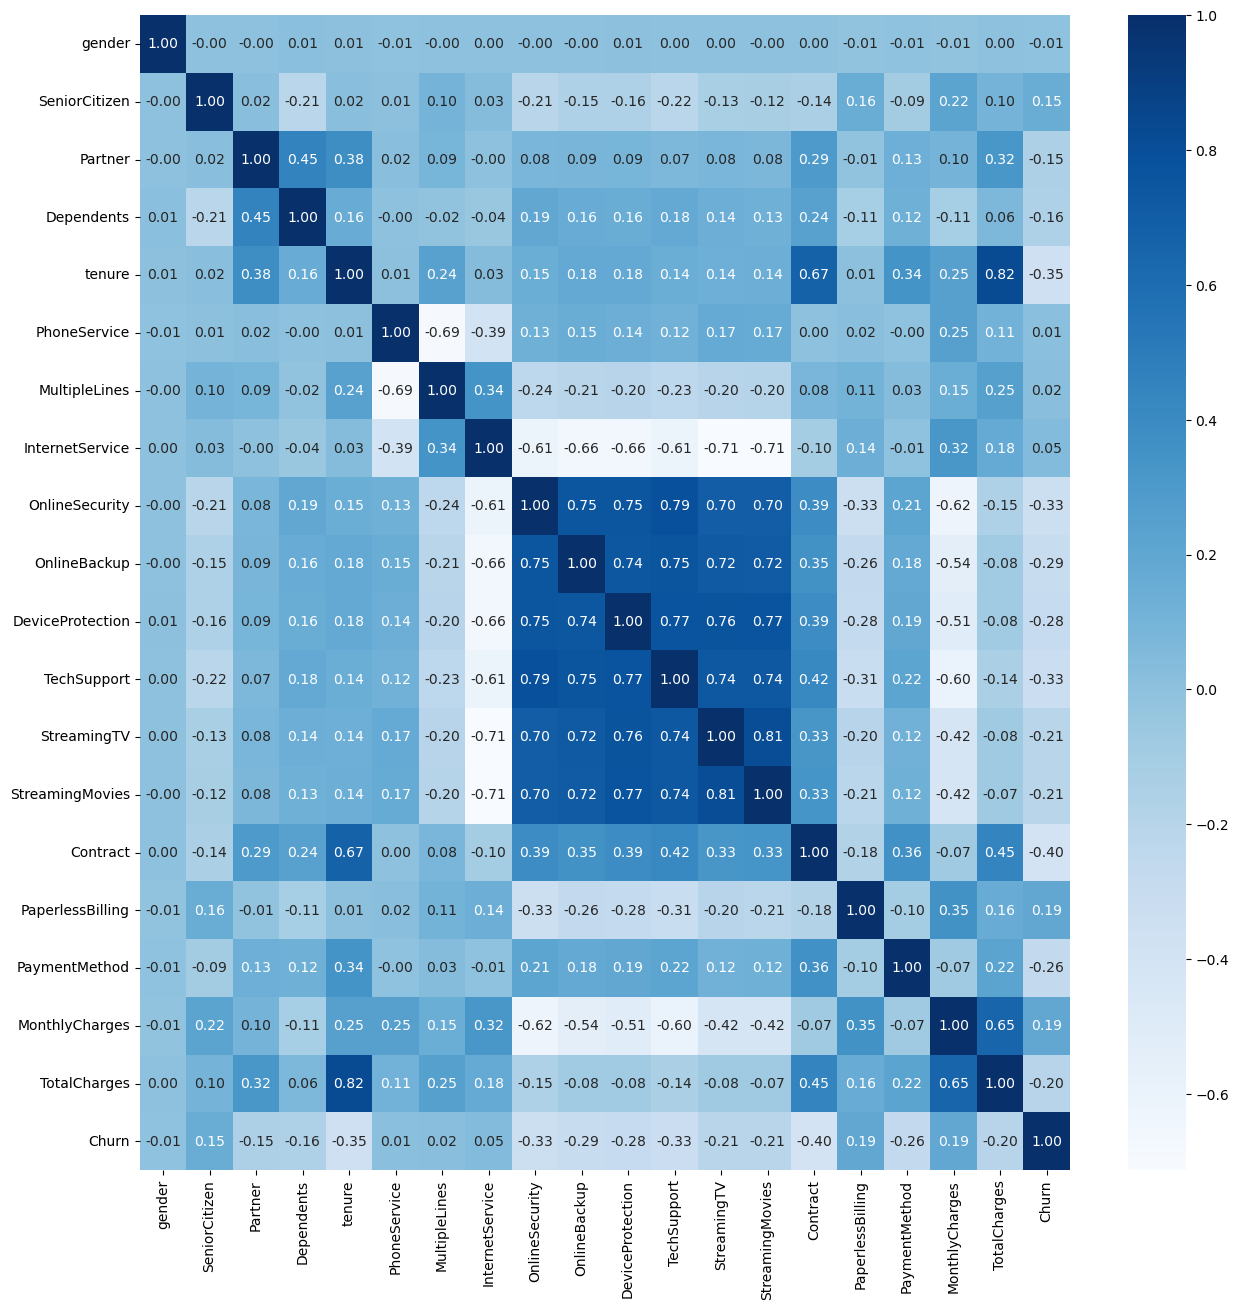 gender 1.00 -0.00 -0.00 0.01 0.01 -0.01 -0.00 0.00 -0.00 -0.00 0.01 0.00 0.00 -0.00 0.00 -0.01 -0.01 -0.01 0.00 -0.01
SeniorCitizen -0.00 1.00 0.02 -0.21 0.02 0.01 0.10 0.03 -0.21 -0.15 -0.16 -0.22 -0.13 -0.12 -0.14 0.16 -0.09 0.22 0.10 0.15
Partner -0.00 0.02 1.00 0.45 0.38 0.02 0.09 -0.00 0.08 0.09 0.09 0.07 0.08 0.08 0.29 -0.01 0.13 0.10 0.32 -0.15
Dependents 0.01 -0.21 0.45 1.00 0.16 -0.00 -0.02 -0.04 0.19 0.16 0.16 0.18 0.14 0.13 0.24 -0.11 0.12 -0.11 0.06 -0.16
tenure 0.01 0.02 0.38 0.16 1.00 0.01 0.24 0.03 0.15 0.18 0.18 0.14 0.14 0.14 0.67 0.01 0.34 0.25 0.82 -0.35
PhoneService -0.01 0.01 0.02 -0.00 0.01 1.00 -0.69 -0.39 0.13 0.15 0.14 0.12 0.17 0.17 0.00 0.02 -0.00 0.25 0.11 0.01
MultipleLines -0.00 0.10 0.09 -0.02 0.24 -0.69 1.00 0.34 -0.24 -0.21 -0.20 -0.23 -0.20 -0.20 0.08 0.11 0.03 0.15 0.25 0.02
InternetService 0.00 0.03 -0.00 -0.04 0.03 -0.39 0.34 1.00 -0.61 -0.66 -0.66 -0.61 -0.71 -0.71 -0.10 0.14 -0.01 0.32 0.18 0.05
OnlineSecurity -0.00 -0.21 0.08 0.19 0.15 0.13 -0.24 -0.61 1.00 0.75 0.75 0.79 0.70 0.70 0.39 -0.33 0.21 -0.62 -0.15 -0.33
OnlineBackup -0.00 -0.15 0.09 0.16 0.18 0.15 -0.21 -0.66 0.75 1.00 0.74 0.75 0.72 0.72 0.35 -0.26 0.18 -0.54 -0.08 -0.29
DeviceProtection 0.01 -0.16 0.09 0.16 0.18 0.14 -0.20 -0.66 0.75 0.74 1.00 0.77 0.76 0.77 0.39 -0.28 0.19 -0.51 -0.08 -0.28
TechSupport 0.00 -0.22 0.07 0.18 0.14 0.12 -0.23 -0.61 0.79 0.75 0.77 1.00 0.74 0.74 0.42 -0.31 0.22 -0.60 -0.14 -0.33
StreamingTV 0.00 -0.13 0.08 0.14 0.14 0.17 -0.20 -0.71 0.70 0.72 0.76 0.74 1.00 0.81 0.33 -0.20 0.12 -0.42 -0.08 -0.21
StreamingMovies -0.00 -0.12 0.08 0.13 0.14 0.17 -0.20 -0.71 0.70 0.72 0.77 0.74 0.81 1.00 0.33 -0.21 0.12 -0.42 -0.07 -0.21
Contract 0.00 -0.14 0.29 0.24 0.67 0.00 0.08 -0.10 0.39 0.35 0.39 0.42 0.33 0.33 1.00 -0.18 0.36 -0.07 0.45 -0.40
PaperlessBilling -0.01 0.16 -0.01 -0.11 0.01 0.02 0.11 0.14 -0.33 -0.26 -0.28 -0.31 -0.20 -0.21 -0.18 1.00 -0.10 0.35 0.16 0.19
PaymentMethod -0.01 -0.09 0.13 0.12 0.34 -0.00 0.03 -0.01 0.21 0.18 0.19 0.22 0.12 0.12 0.36 -0.10 1.00 -0.07 0.22 -0.26
MonthlyCharges -0.01 0.22 0.10 -0.11 0.25 0.25 0.15 0.32 -0.62 -0.54 -0.51 -0.60 -0.42 -0.42 -0.07 0.35 -0.07 1.00 0.65 0.19
TotalCharges 0.00 0.10 0.32 0.06 0.82 0.11 0.25 0.18 -0.15 -0.08 -0.08 -0.14 -0.08 -0.07 0.45 0.16 0.22 0.65 1.00 -0.20
Churn -0.01 0.15 -0.15 -0.16 -0.35 0.01 0.02 0.05 -0.33 -0.29 -0.28 -0.33 -0.21 -0.21 -0.40 0.19 -0.26 0.19 -0.20 1.00
gender
SeniorCitizen
Partner
Dependents
tenure
PhoneService
MultipleLines
InternetService
OnlineSecurity
OnlineBackup
DeviceProtection
TechSupport
StreamingTV
StreamingMovies
Contract
PaperlessBilling
PaymentMethod
MonthlyCharges
TotalCharges
Churn
1.0
0.8
0.6
0.4
0.2
0.0
−0.2
−0.4
−0.6